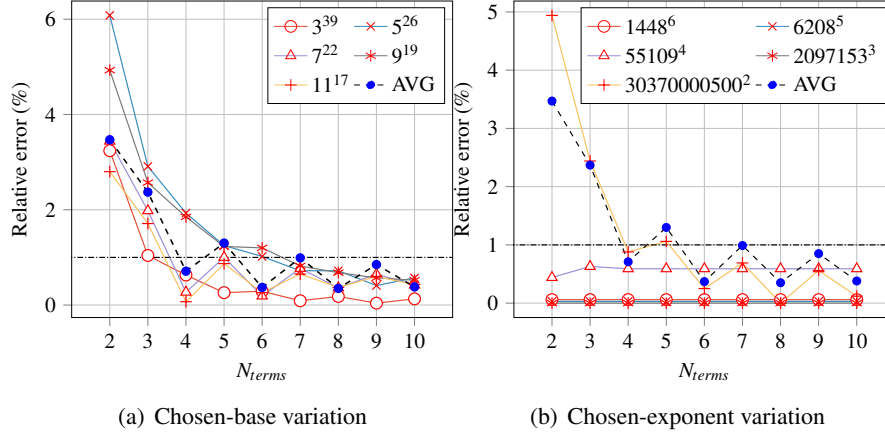 6
4
2
0
Relative error (%)
3^39 5^26
7^22 9^19
11^17 AVG
2 3 4 5 6 7 8 9 10
N_terms
(a) Chosen-base variation
5
4
3
2
1
0
Relative error (%)
1448^6 6208^5
55109^4 2097153^3
30370000500^2 AVG
2 3 4 5 6 7 8 9 10
N_terms
(b) Chosen-exponent variation